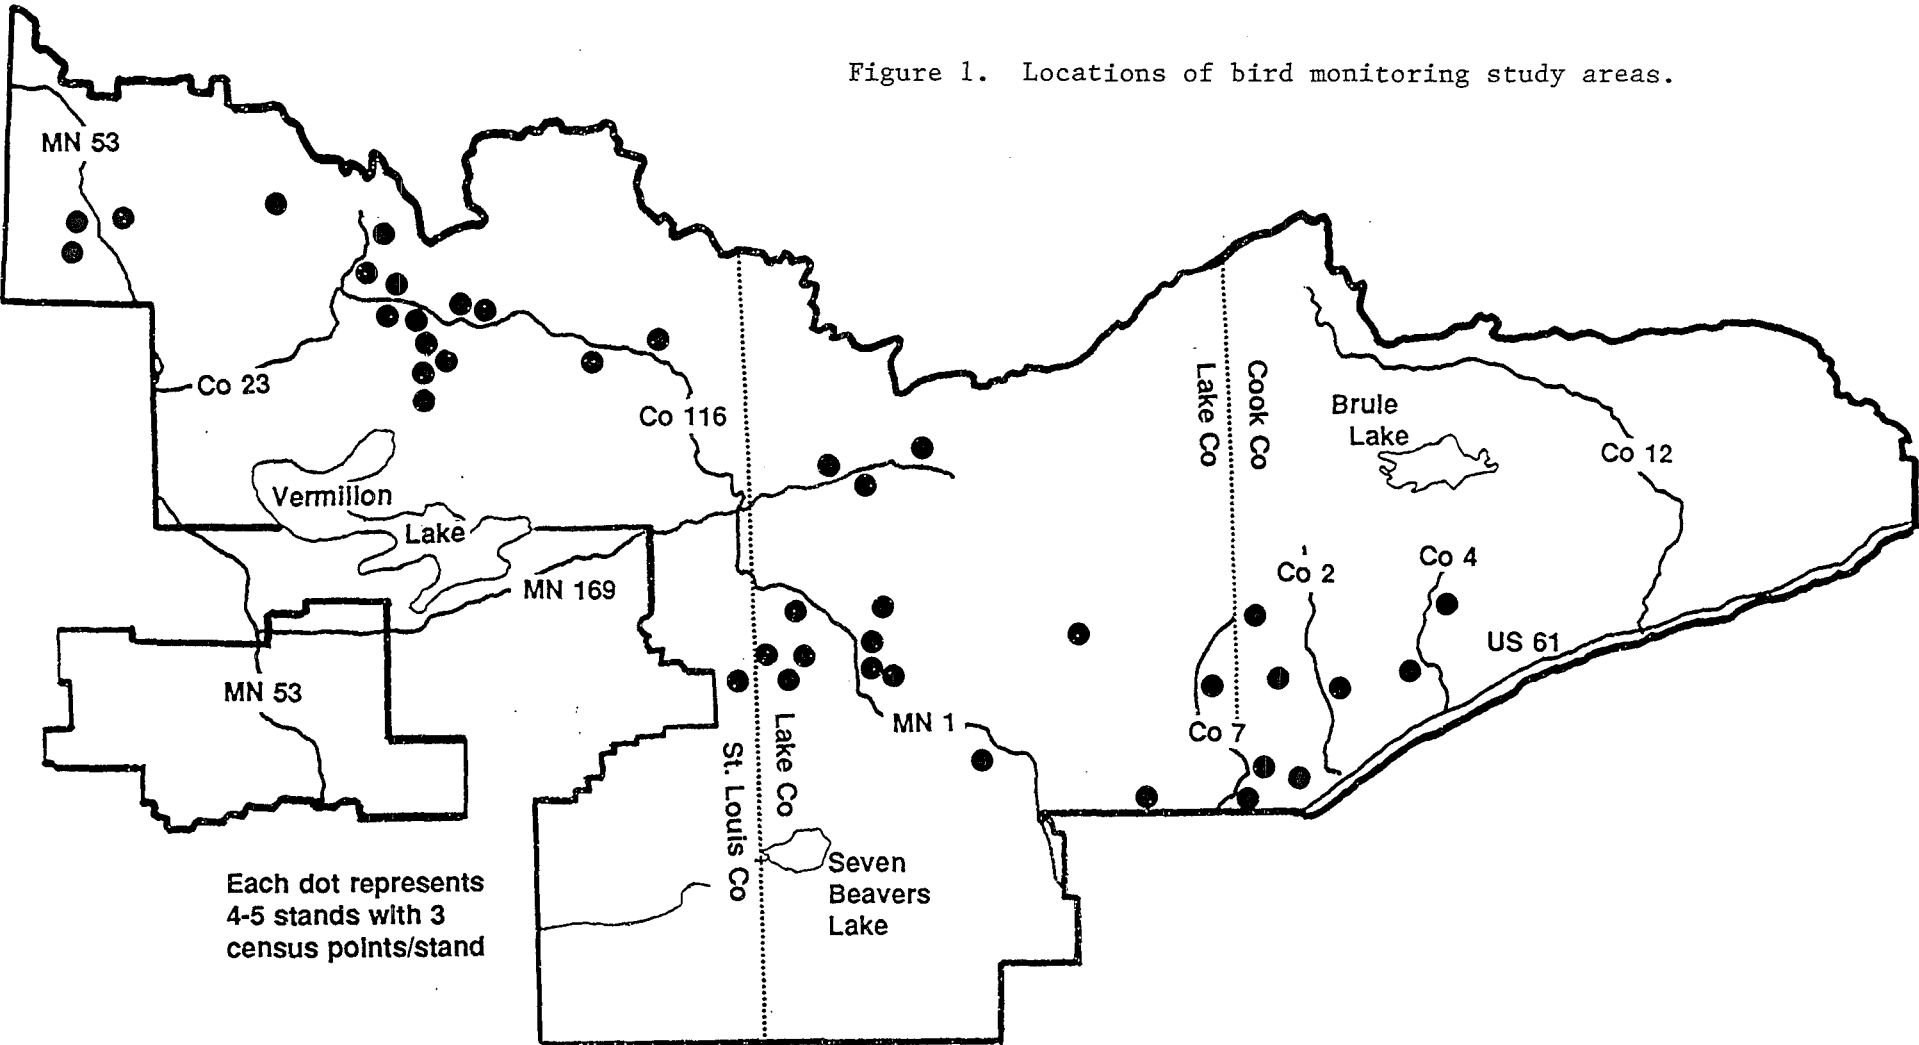 Figure 1. Locations of bird monitoring study areas.
MN 53
Co 23
Co 116
Lake Co
Cook Co
Brule
Lake
Co 12
Vermilion
Lake
MN 169
Co 2
Co 4
US 61
MN 53
MN 1
Co 7
St. Louis Co
Lake Co
Seven
Beavers
Lake
Each dot represents
4-5 stands with 3
census points/stand